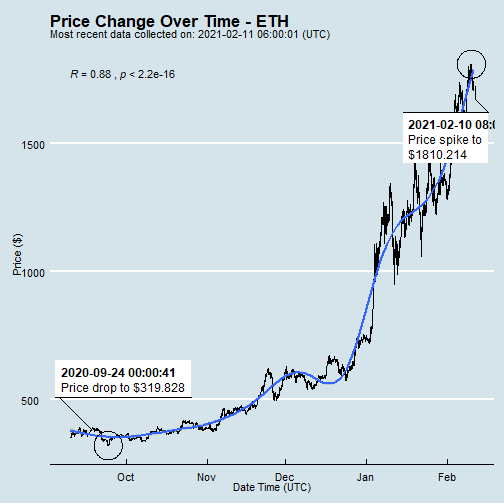 Price Change Over Time - ETH
Most recent data collected on: 2021-02-11 06:00:01 (UTC)
R = 0.88 , p < 2.2e-16
2021-02-10 08:0
Price spike to
$1810.214
1500
1000
500
Price ($)
2020-09-24 00:00:41
Price drop to $319.828
Oct Nov Dec Jan Feb
Date Time (UTC)